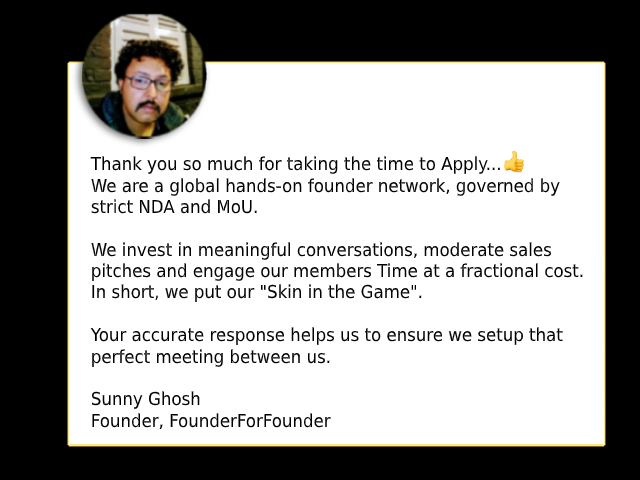 Thank you so much for taking the time to Apply...👍
We are a global hands-on founder network, governed by
strict NDA and MoU.
We invest in meaningful conversations, moderate sales
pitches and engage our members Time at a fractional cost.
In short, we put our "Skin in the Game".
Your accurate response helps us to ensure we setup that
perfect meeting between us.
Sunny Ghosh
Founder, FounderForFounder